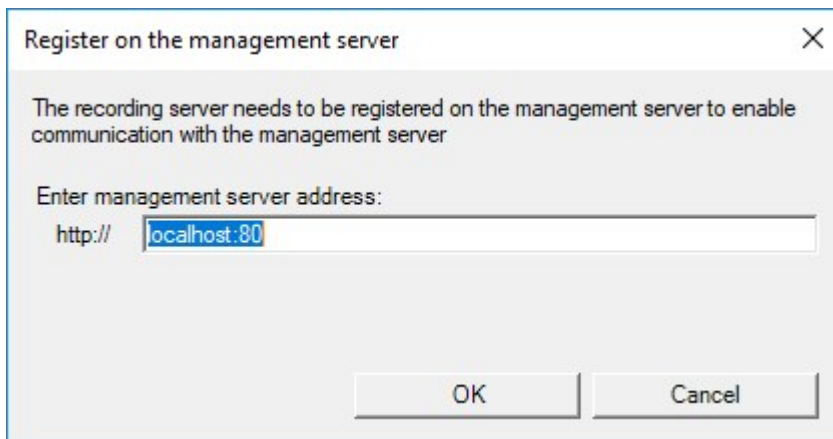 Register on the management server
The recording server needs to be registered on the management server to enable
communication with the management server
Enter management server address:
http:// localhost:80
OK Cancel